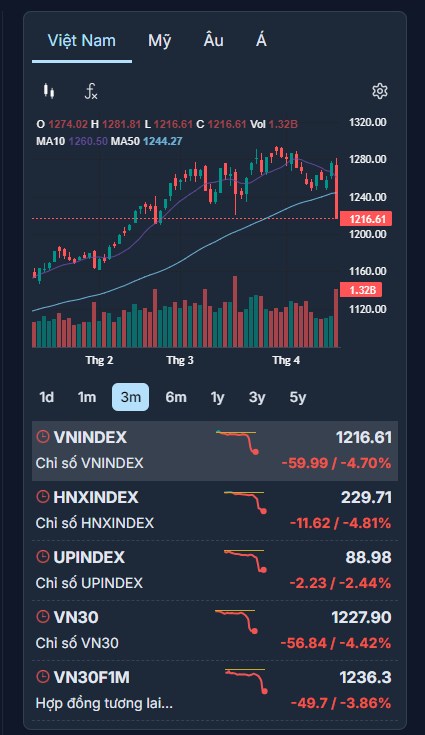 Việt Nam Mỹ Âu Á
O 1274.02 H 1281.81 L 1216.61 C 1216.61 Vol 1.32B
MA10 1260.50 MA50 1244.27
1320.00
1280.00
1240.00
1216.61
1200.00
1160.00
1.32B
1120.00
Thg 2 Thg 3 Thg 4
1d 1m 3m 6m 1y 3y 5y
VNINDEX 1216.61
Chỉ số VNINDEX -59.99 / -4.70%
HNXINDEX 229.71
Chỉ số HNXINDEX -11.62 / -4.81%
UPINDEX 88.98
Chỉ số UPINDEX -2.23 / -2.44%
VN30 1227.90
Chỉ số VN30 -56.84 / -4.42%
VN30F1M 1236.3
Hợp đồng tương lai... -49.7 / -3.86%